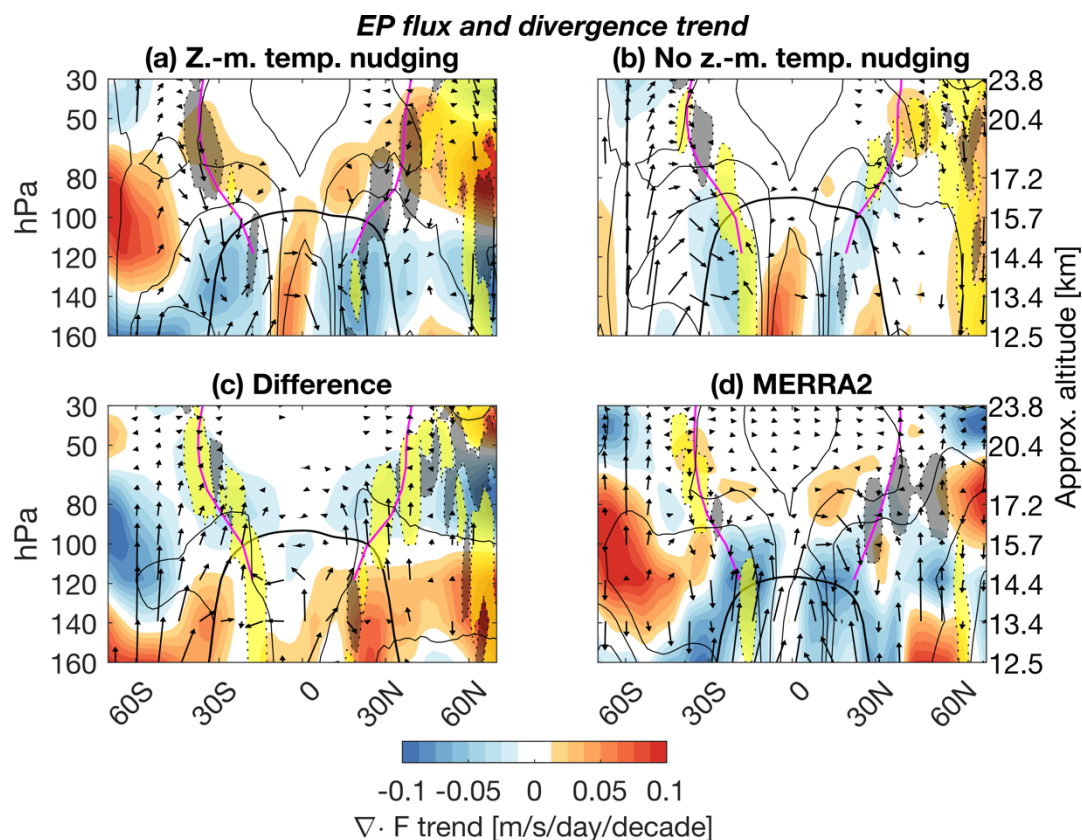 EP flux and divergence trend
(a) Z.-m. temp. nudging
(b) No z.-m. temp. nudging
30
50
80
100
120
140
160
hPa
23.8
20.4
17.2
15.7
14.4
13.4
12.5
(c) Difference
(d) MERRA2
30
50
80
100
120
140
160
hPa
23.8
20.4
17.2
15.7
14.4
13.4
12.5
Approx. altitude [km]
60S
30S
0
30N
60N
60S
30S
0
30N
60N
-0.1
-0.05
0
0.05
0.1
∇· F trend [m/s/day/decade]